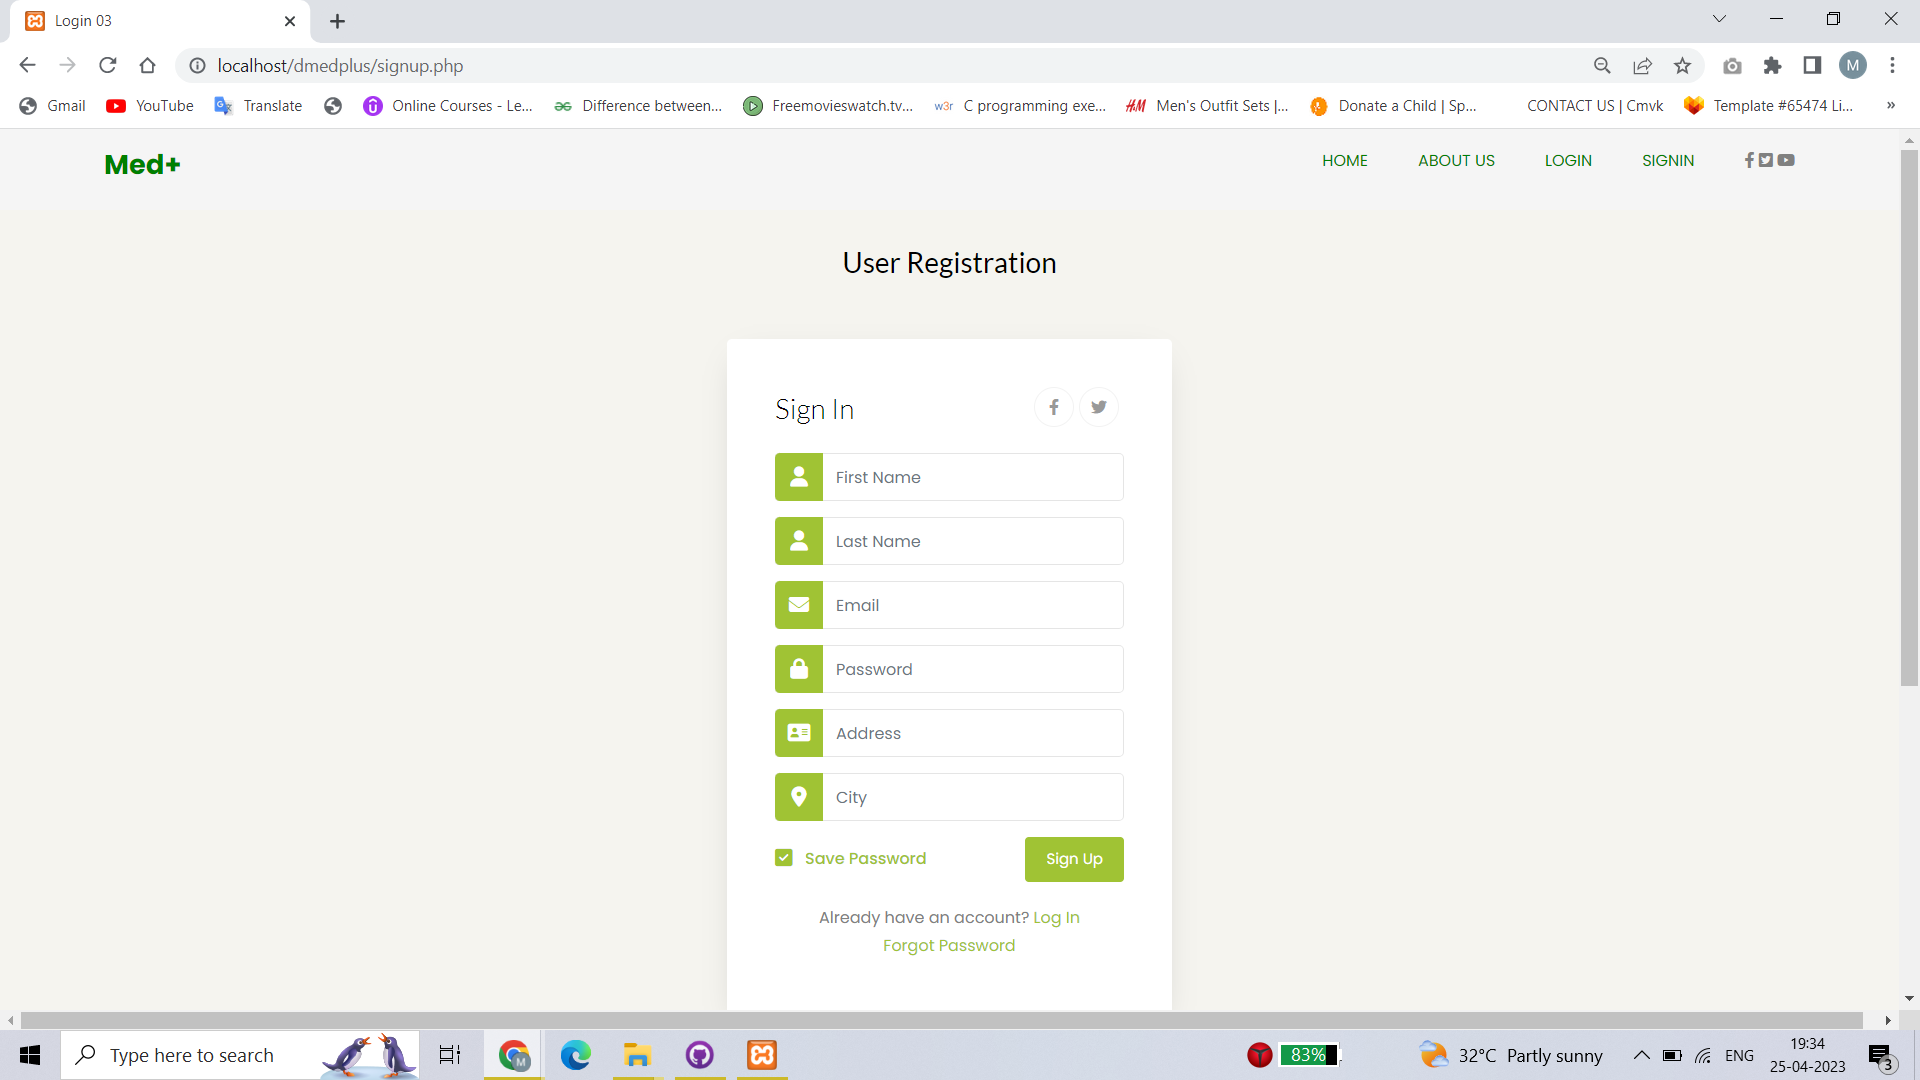 Login 03
localhost/dmedplus/signup.php
M
Gmail
YouTube
Translate
Online Courses - Le...
Difference between...
Freemovieswatch.tv...
w3r C programming exe...
H&M Men's Outfit Sets |...
Donate a Child | Sp...
CONTACT US | Cmvk
Template #65474 Li...
»
Med+
HOME
ABOUT US
LOGIN
SIGNIN
User Registration
Sign In
First Name
Last Name
Email
Password
Address
City
Save Password
Sign Up
Already have an account? Log In
Forgot Password
Type here to search
M
83%
32°C Partly sunny
ENG
19:34
25-04-2023
3